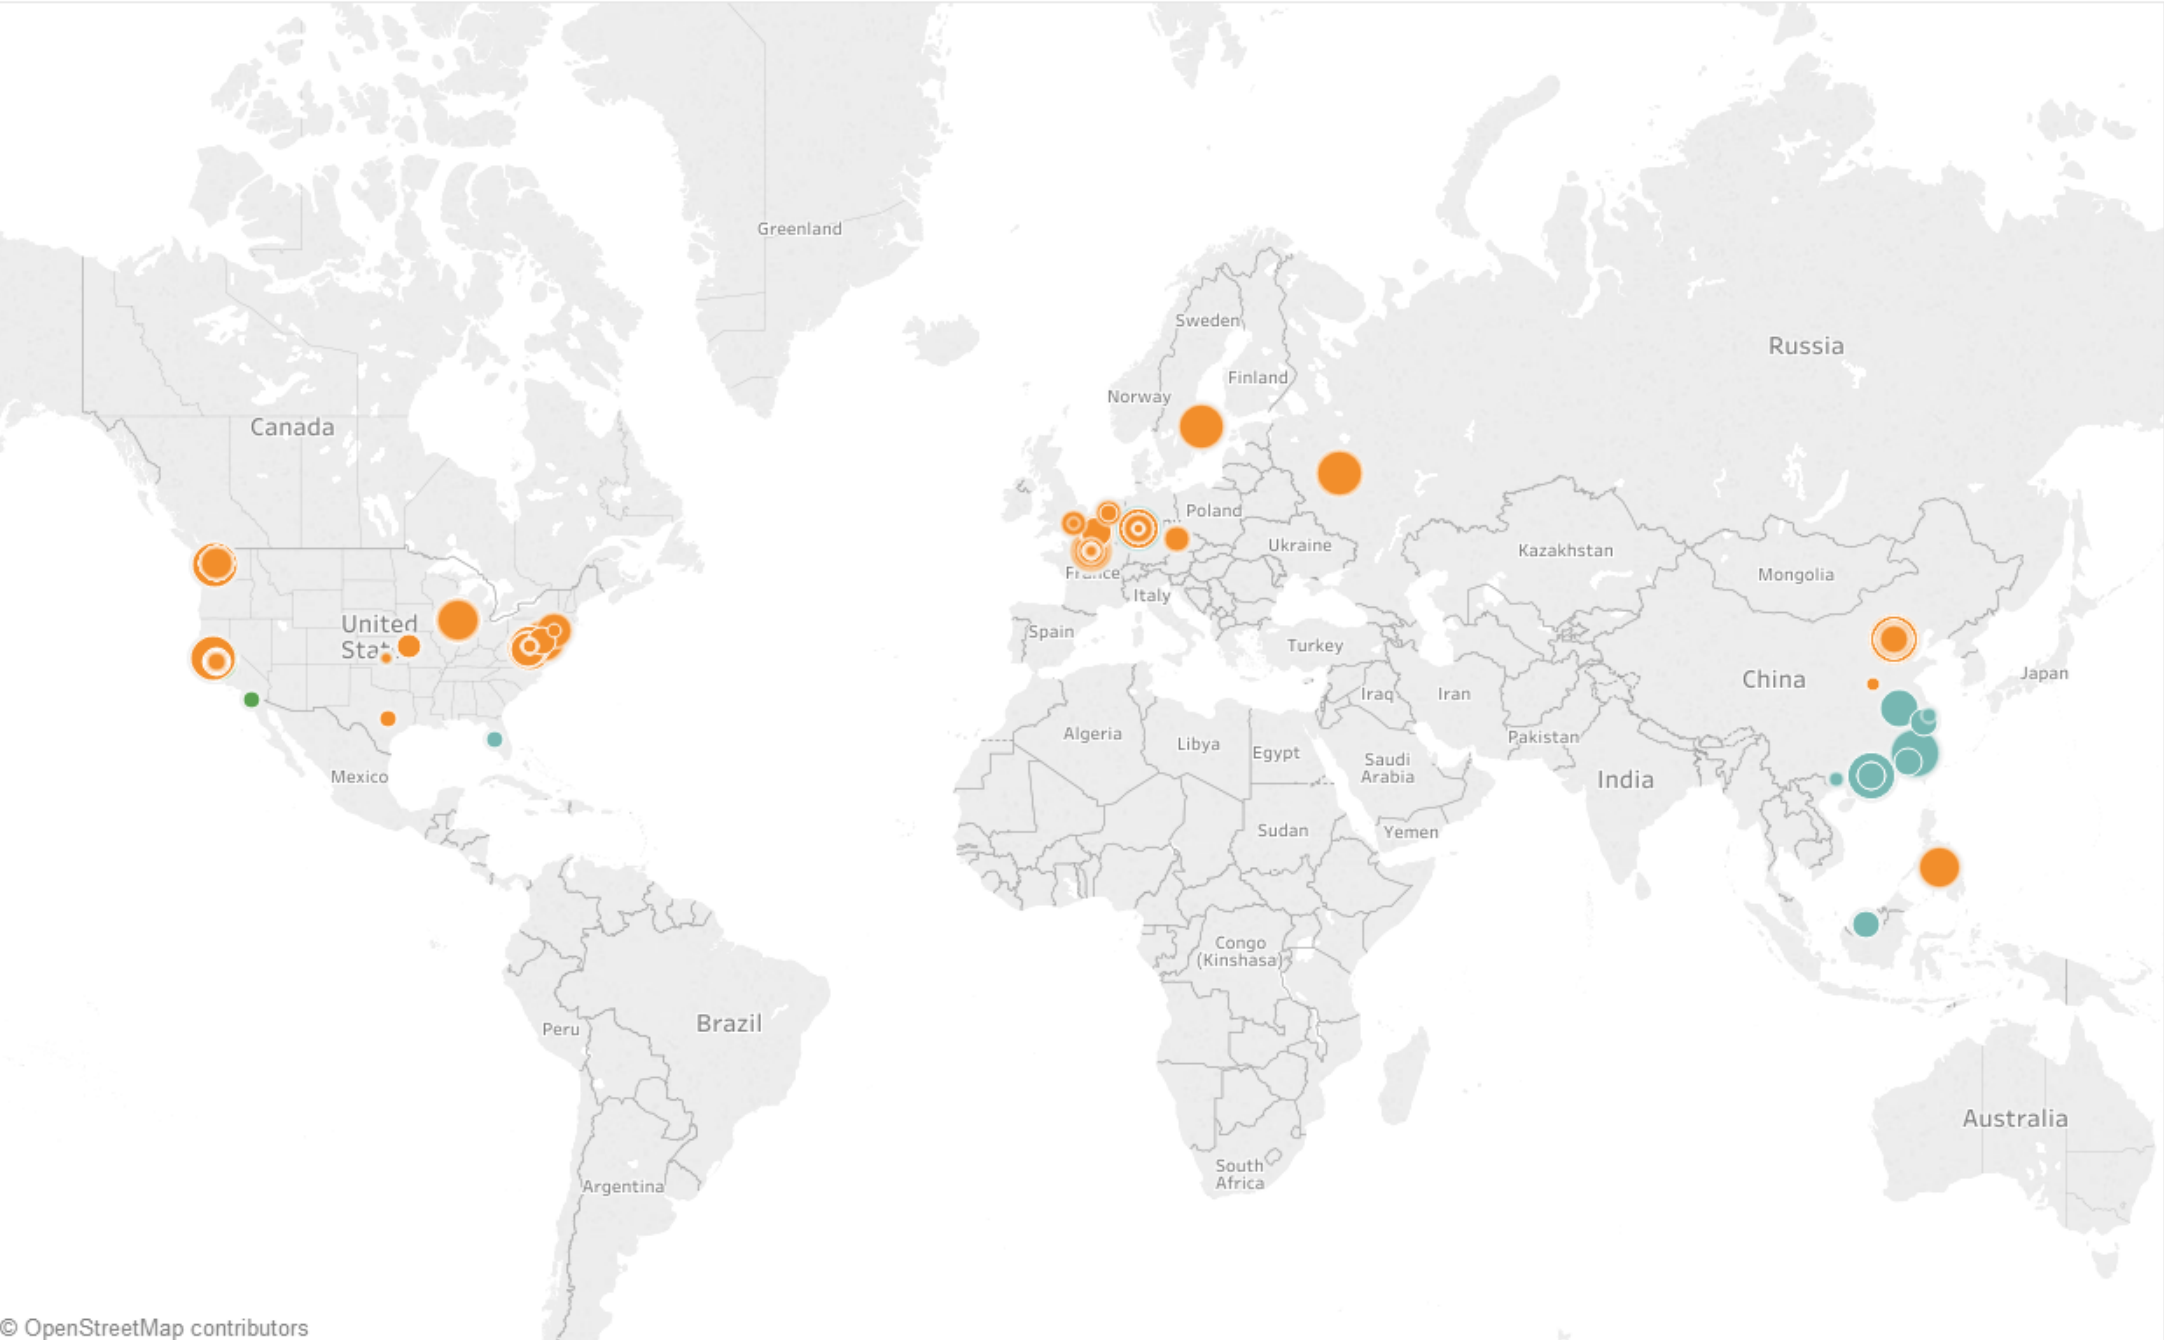 Greenland
Sweden
Russia
Finland
Norway
Canada
Poland
Ukraine
Kazakhstan
France
Mongolia
Italy
United
States
Spain
Turkey
China
Japan
Iraq
Iran
Algeria
Libya
Egypt
Pakistan
Saudi
Arabia
Mexico
India
Sudan
Yemen
Congo
(Kinshasa)
Brazil
Peru
Australia
South
Africa
Argentina
© OpenStreetMap contributors